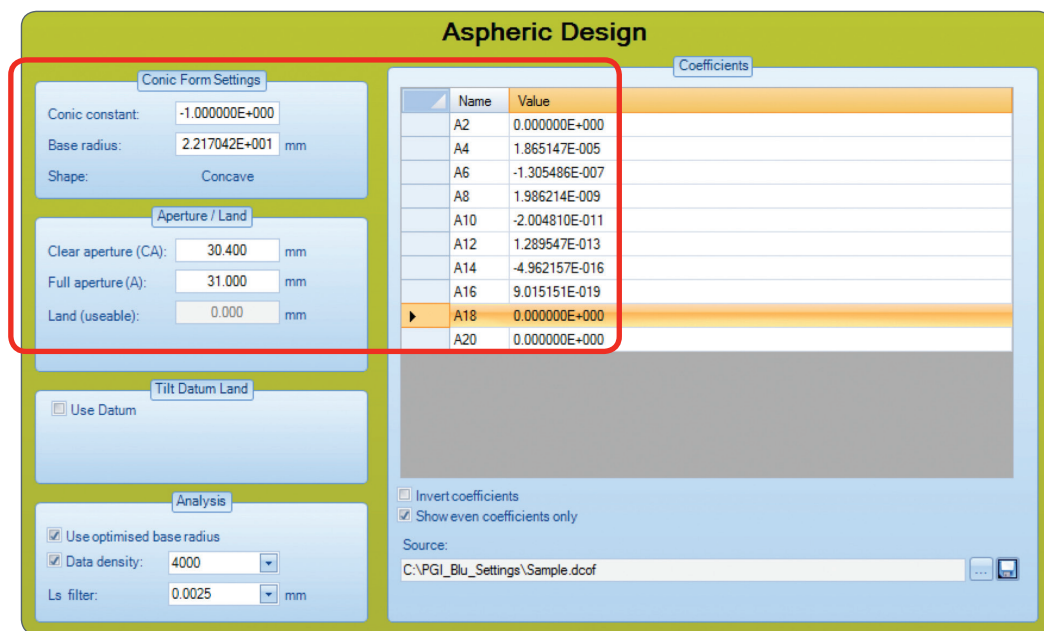 Aspheric Design
Conic Form Settings
Conic constant: -1.000000E+000
Base radius: 2.217042E+001 mm
Shape: Concave
Aperture / Land
Clear aperture (CA): 30.400 mm
Full aperture (A): 31.000 mm
Land (useable): 0.000 mm
Tilt Datum Land
Use Datum
Analysis
Use optimised base radius
Data density: 4000
Ls filter: 0.0025 mm
Coefficients
Name Value
A2 0.000000E+000
A4 1.865147E-005
A6 -1.305486E-007
A8 1.986214E-009
A10 -2.004810E-011
A12 1.289547E-013
A14 -4.962157E-016
A16 9.015151E-019
A18 0.000000E+000
A20 0.000000E+000
Invert coefficients
Show even coefficients only
Source:
C:\PGI_Blu_Settings\Sample.dcof ...